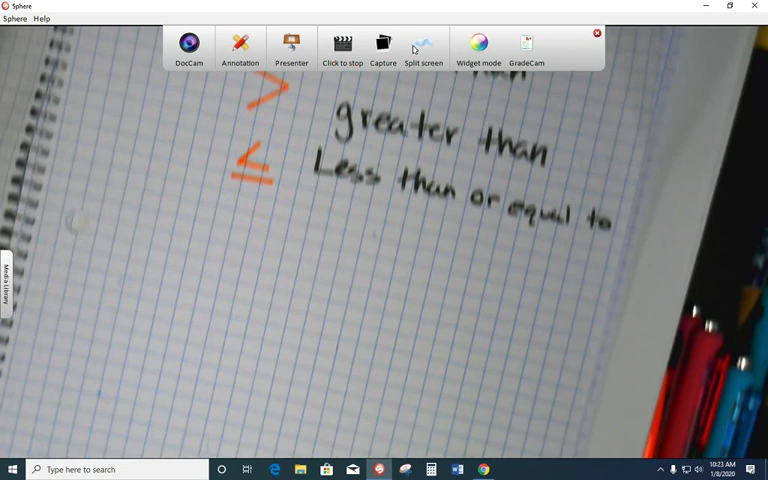 Sphere
Sphere Help
DocCam Annotation Presenter Click to stop Capture Split screen Widget mode GradeCam
> greater than
≤ Less than or equal to
Media Library
Type here to search
10:23 AM
1/8/2020